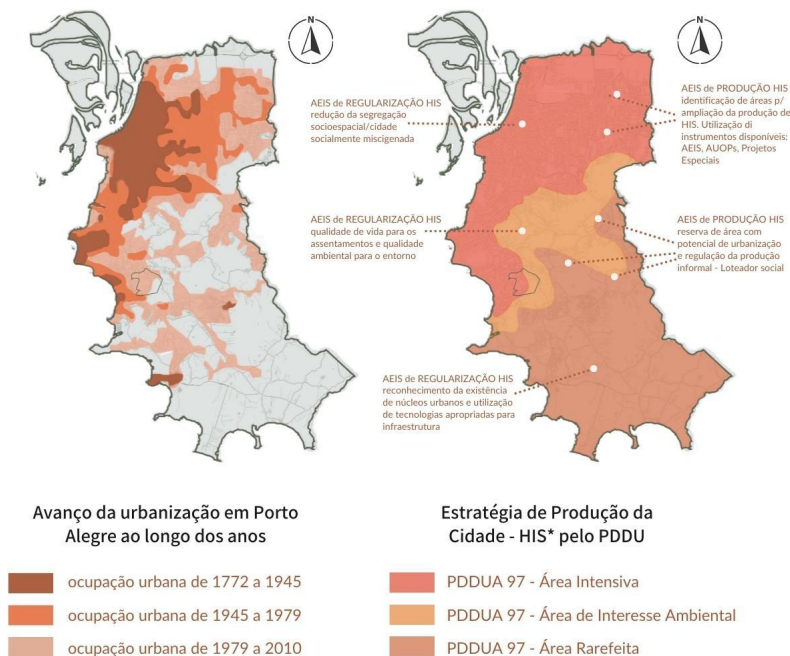 N
N
AEIS de REGULARIZAÇÃO HIS
redução da segregação
socioespacial/cidade
socialmente miscigenada
AEIS de PRODUÇÃO HIS
identificação de áreas p/
ampliação da produção de
HIS. Utilização di
instrumentos disponíveis:
AEIS, AUOPs, Projetos
Especiais
AEIS de REGULARIZAÇÃO HIS
qualidade de vida para os
assentamentos e qualidade
ambiental para o entorno
AEIS de PRODUÇÃO HIS
reserva de área com
potencial de urbanização
e regulação da produção
informal - Loteador social
AEIS de REGULARIZAÇÃO HIS
reconhecimento da existência
de núcleos urbanos e utilização
de tecnologias apropriadas para
infraestrutura
Avanço da urbanização em Porto
Alegre ao longo dos anos
ocupação urbana de 1772 a 1945
ocupação urbana de 1945 a 1979
ocupação urbana de 1979 a 2010
Estratégia de Produção da
Cidade - HIS* pelo PDDU
PDDUA 97 - Área Intensiva
PDDUA 97 - Área de Interesse Ambiental
PDDUA 97 - Área Rarefeita